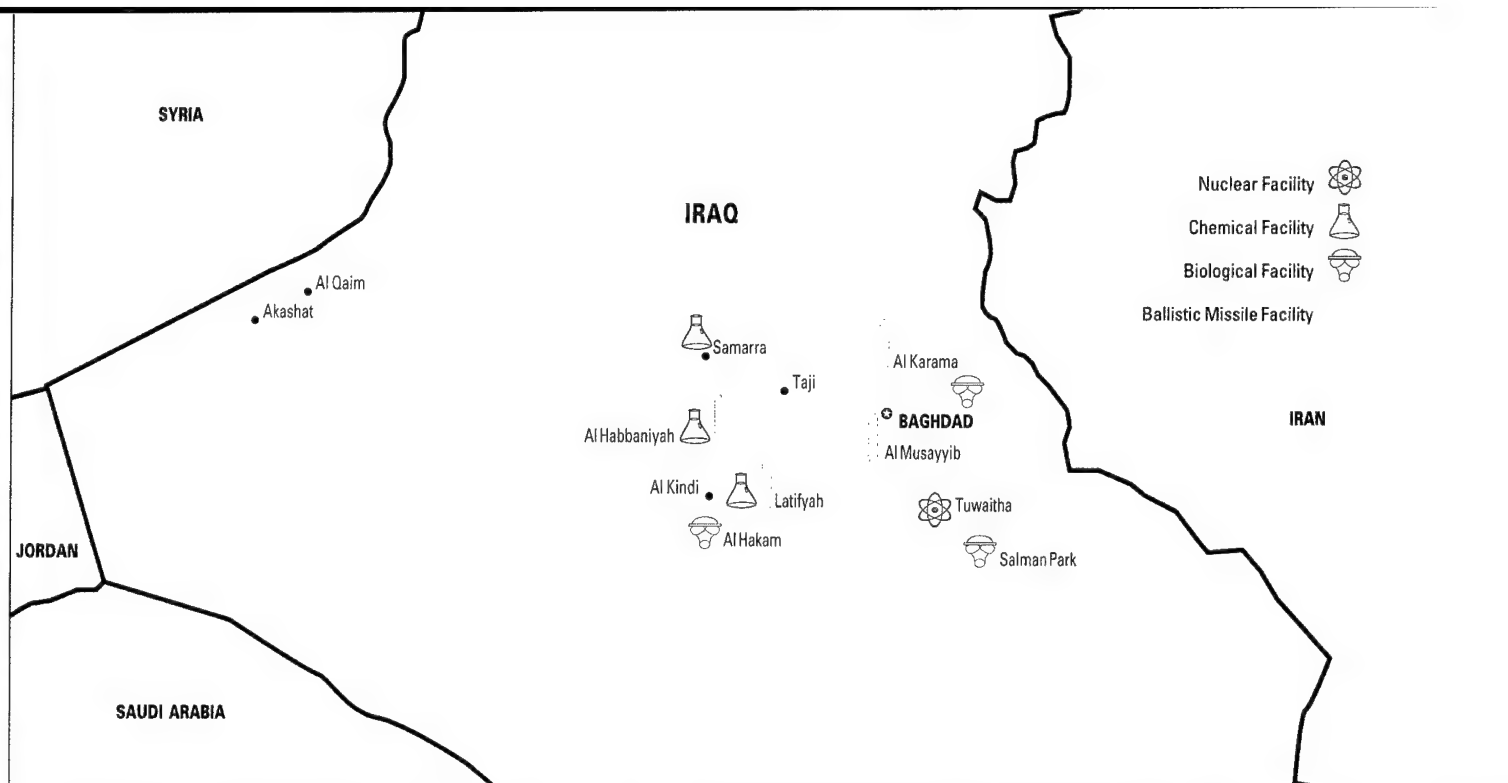 SYRIA
IRAQ
Nuclear Facility
Chemical Facility
Biological Facility
Ballistic Missile Facility
Al Qaim
Akashat
Samarra
Al Karama
Taji
BAGHDAD
IRAN
Al Habbaniyah
Al Musayyib
Al Kindi
Latifyah
Tuwaitha
Al Hakam
Salman Park
JORDAN
SAUDI ARABIA